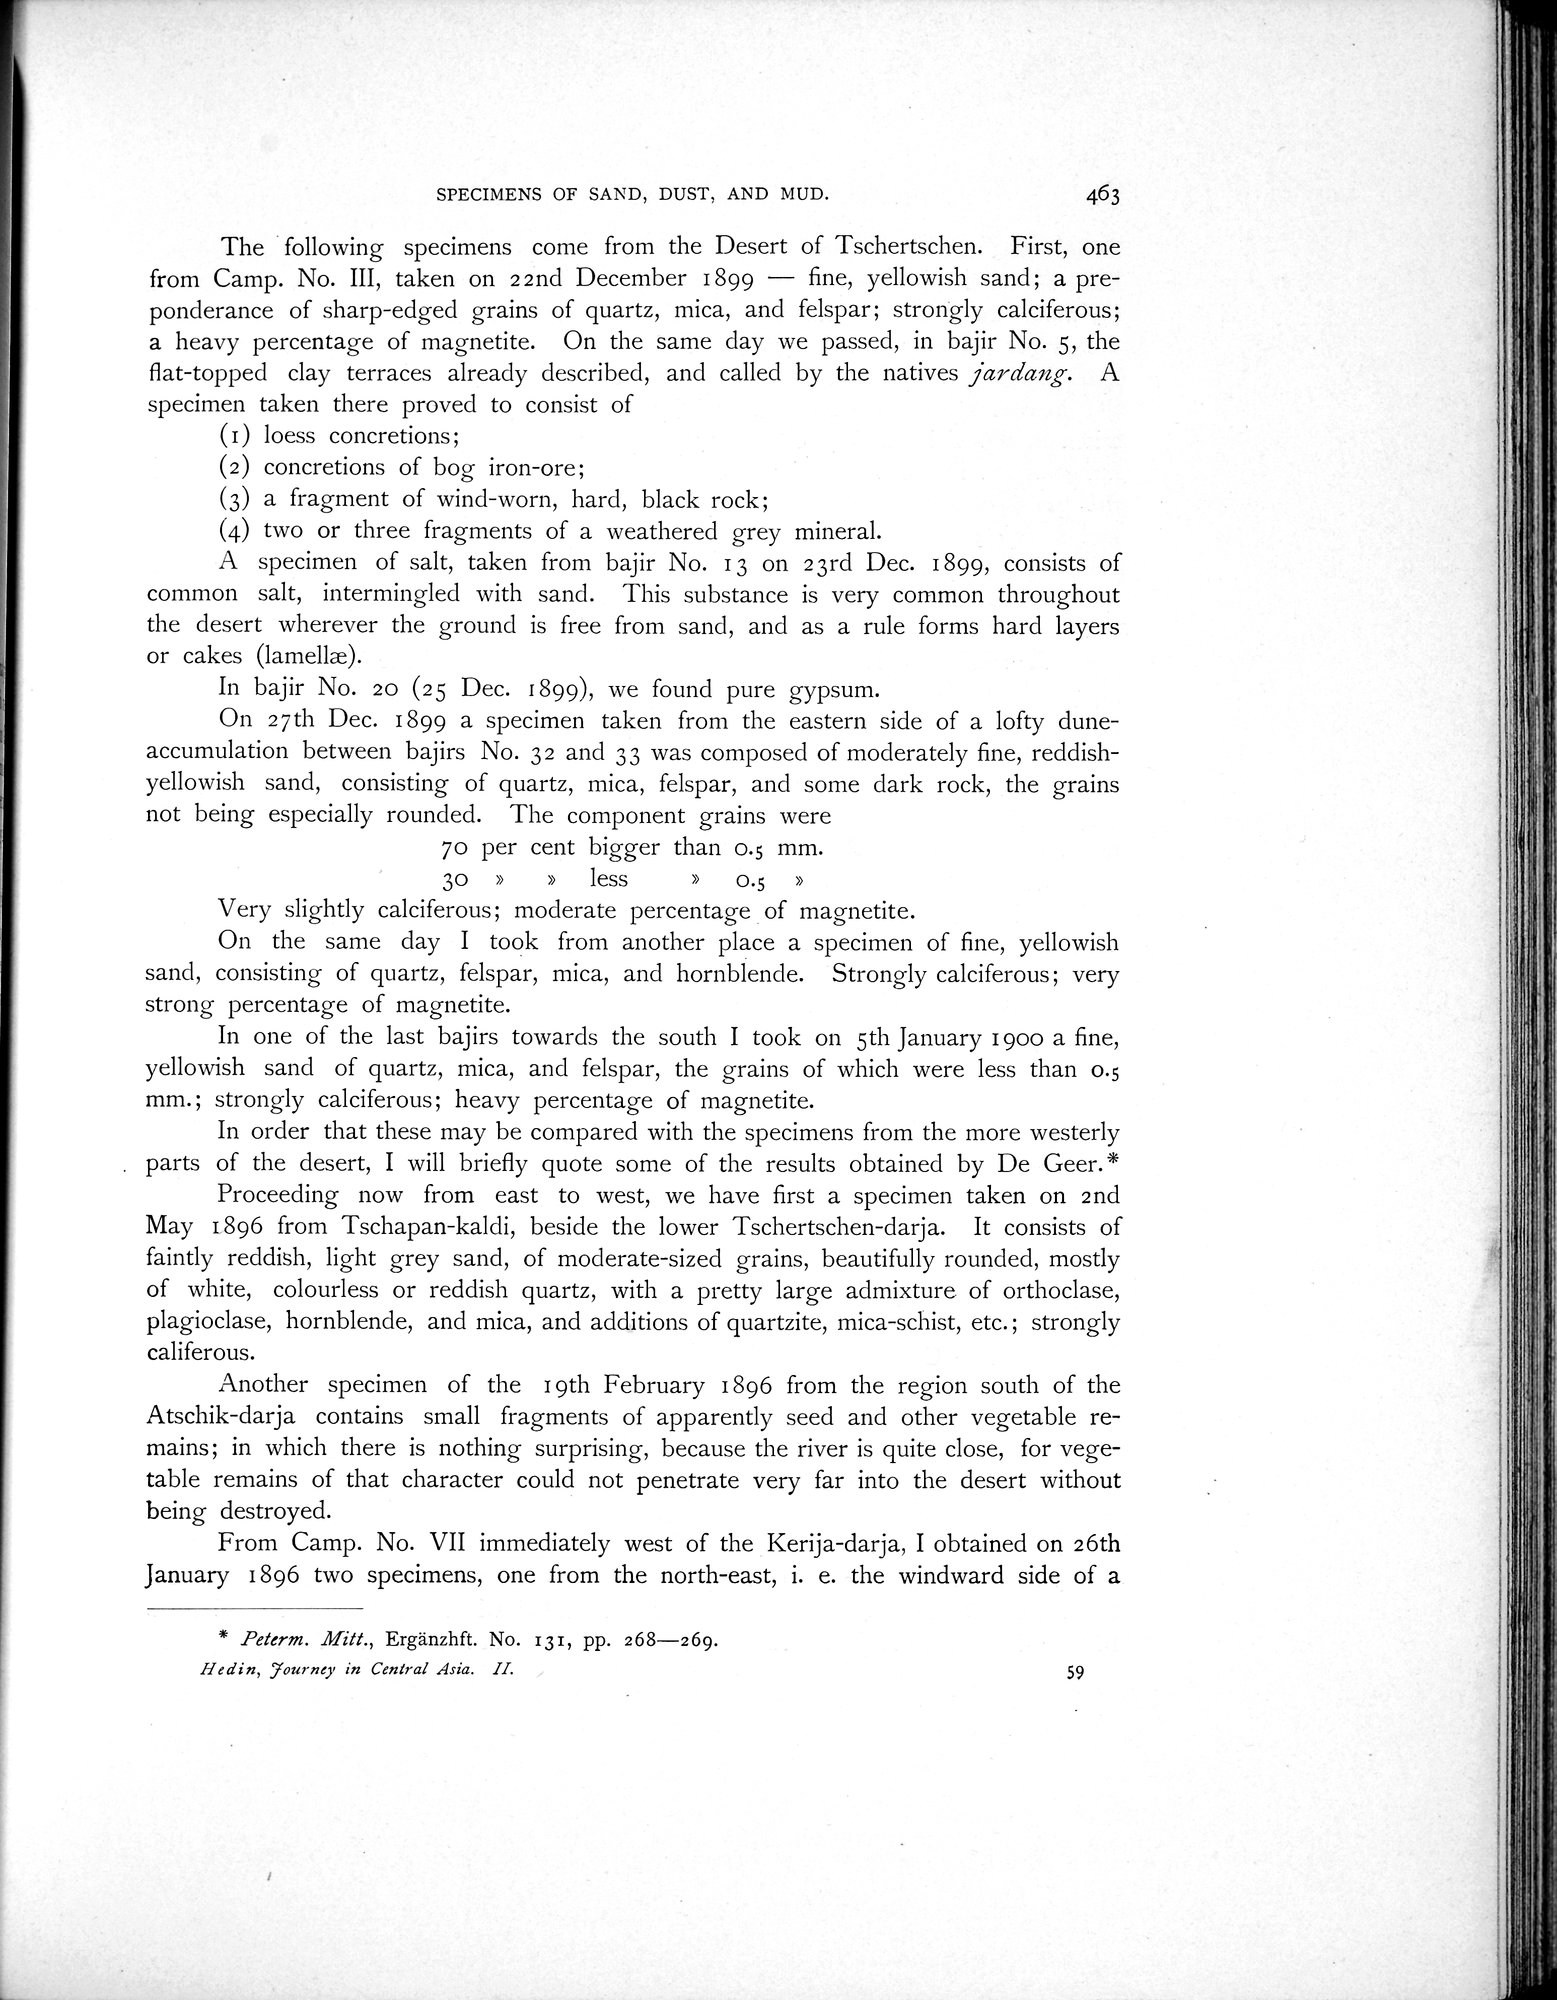 SPECIMENS OF SAND, DUST, AND MUD. 463
The following specimens come from the Desert of Tschertschen. First, one
from Camp. No. III, taken on 22nd December 1899 — fine, yellowish sand; a pre-
ponderance of sharp-edged grains of quartz, mica, and felspar; strongly calciferous;
a heavy percentage of magnetite. On the same day we passed, in bajir No. 5, the
flat-topped clay terraces already described, and called by the natives jardang. A
specimen taken there proved to consist of
(1) loess concretions;
(2) concretions of bog iron-ore;
(3) a fragment of wind-worn, hard, black rock;
(4) two or three fragments of a weathered grey mineral.
A specimen of salt, taken from bajir No. 13 on 23rd Dec. 1899, consists of
common salt, intermingled with sand. This substance is very common throughout
the desert wherever the ground is free from sand, and as a rule forms hard layers
or cakes (lamellæ).
In bajir No. 20 (25 Dec. 1899), we found pure gypsum.
On 27th Dec. 1899 a specimen taken from the eastern side of a lofty dune-
accumulation between bajirs No. 32 and 33 was composed of moderately fine, reddish-
yellowish sand, consisting of quartz, mica, felspar, and some dark rock, the grains
not being especially rounded. The component grains were
70 per cent bigger than 0.5 mm.
30 » » less » 0.5 »
Very slightly calciferous; moderate percentage of magnetite.
On the same day I took from another place a specimen of fine, yellowish
sand, consisting of quartz, felspar, mica, and hornblende. Strongly calciferous; very
strong percentage of magnetite.
In one of the last bajirs towards the south I took on 5th January 1900 a fine,
yellowish sand of quartz, mica, and felspar, the grains of which were less than 0.5
mm.; strongly calciferous; heavy percentage of magnetite.
In order that these may be compared with the specimens from the more westerly
parts of the desert, I will briefly quote some of the results obtained by De Geer.*
Proceeding now from east to west, we have first a specimen taken on 2nd
May 1896 from Tschapan-kaldi, beside the lower Tschertschen-darja. It consists of
faintly reddish, light grey sand, of moderate-sized grains, beautifully rounded, mostly
of white, colourless or reddish quartz, with a pretty large admixture of orthoclase,
plagioclase, hornblende, and mica, and additions of quartzite, mica-schist, etc.; strongly
califerous.
Another specimen of the 19th February 1896 from the region south of the
Atschik-darja contains small fragments of apparently seed and other vegetable re-
mains; in which there is nothing surprising, because the river is quite close, for vege-
table remains of that character could not penetrate very far into the desert without
being destroyed.
From Camp. No. VII immediately west of the Kerija-darja, I obtained on 26th
January 1896 two specimens, one from the north-east, i. e. the windward side of a
* Peterm. Mitt., Ergänzhft. No. 131, pp. 268—269.
Hedin, Journey in Central Asia. II. 59